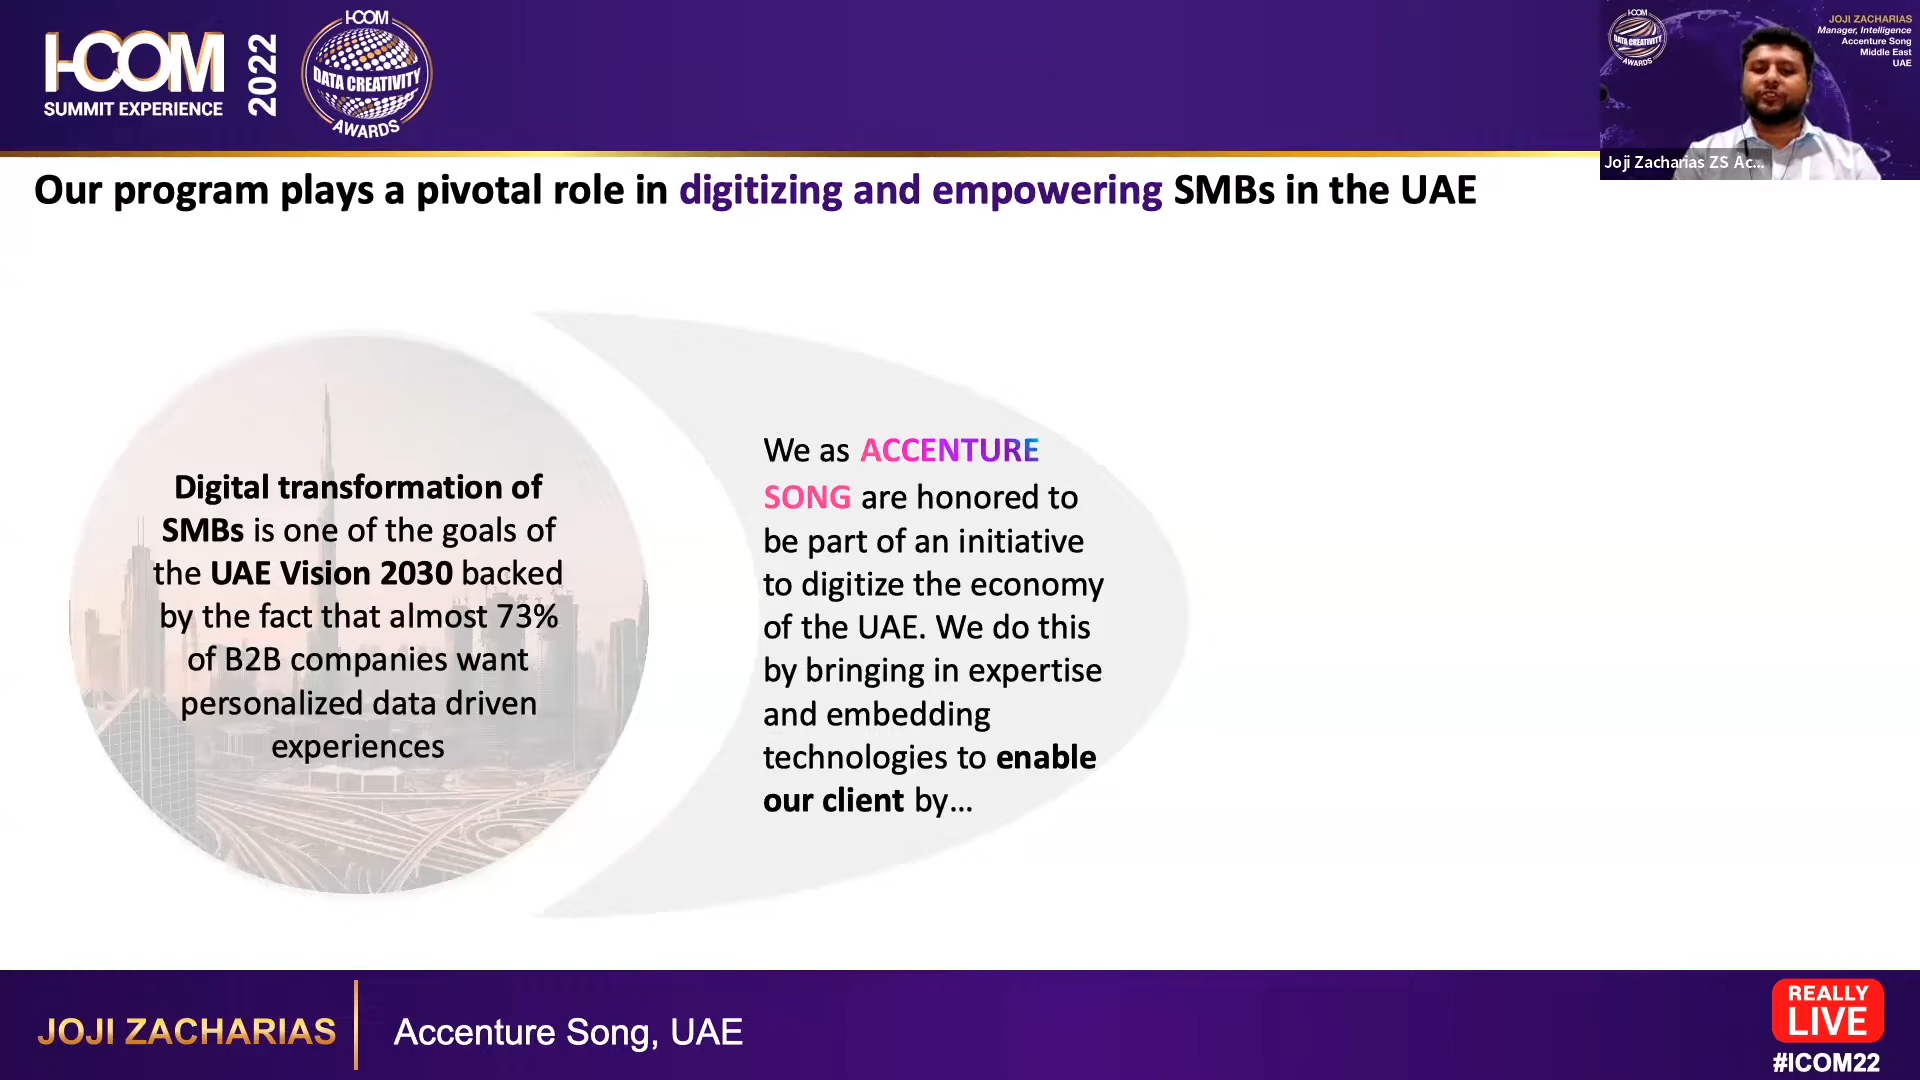 I-COM
SUMMIT EXPERIENCE
2022
I-COM
DATA CREATIVITY
AWARDS
I-COM
DATA CREATIVITY
AWARDS
JOJI ZACHARIAS
Manager, Intelligence
Accenture Song
Middle East
UAE
Joji Zacharias ZS Ac...
Our program plays a pivotal role in digitizing and empowering SMBs in the UAE
Digital transformation of
SMBs is one of the goals of
the UAE Vision 2030 backed
by the fact that almost 73%
of B2B companies want
personalized data driven
experiences
We as ACCENTURE
SONG are honored to
be part of an initiative
to digitize the economy
of the UAE. We do this
by bringing in expertise
and embedding
technologies to enable
our client by...
JOJI ZACHARIAS
Accenture Song, UAE
REALLY
LIVE
#ICOM22